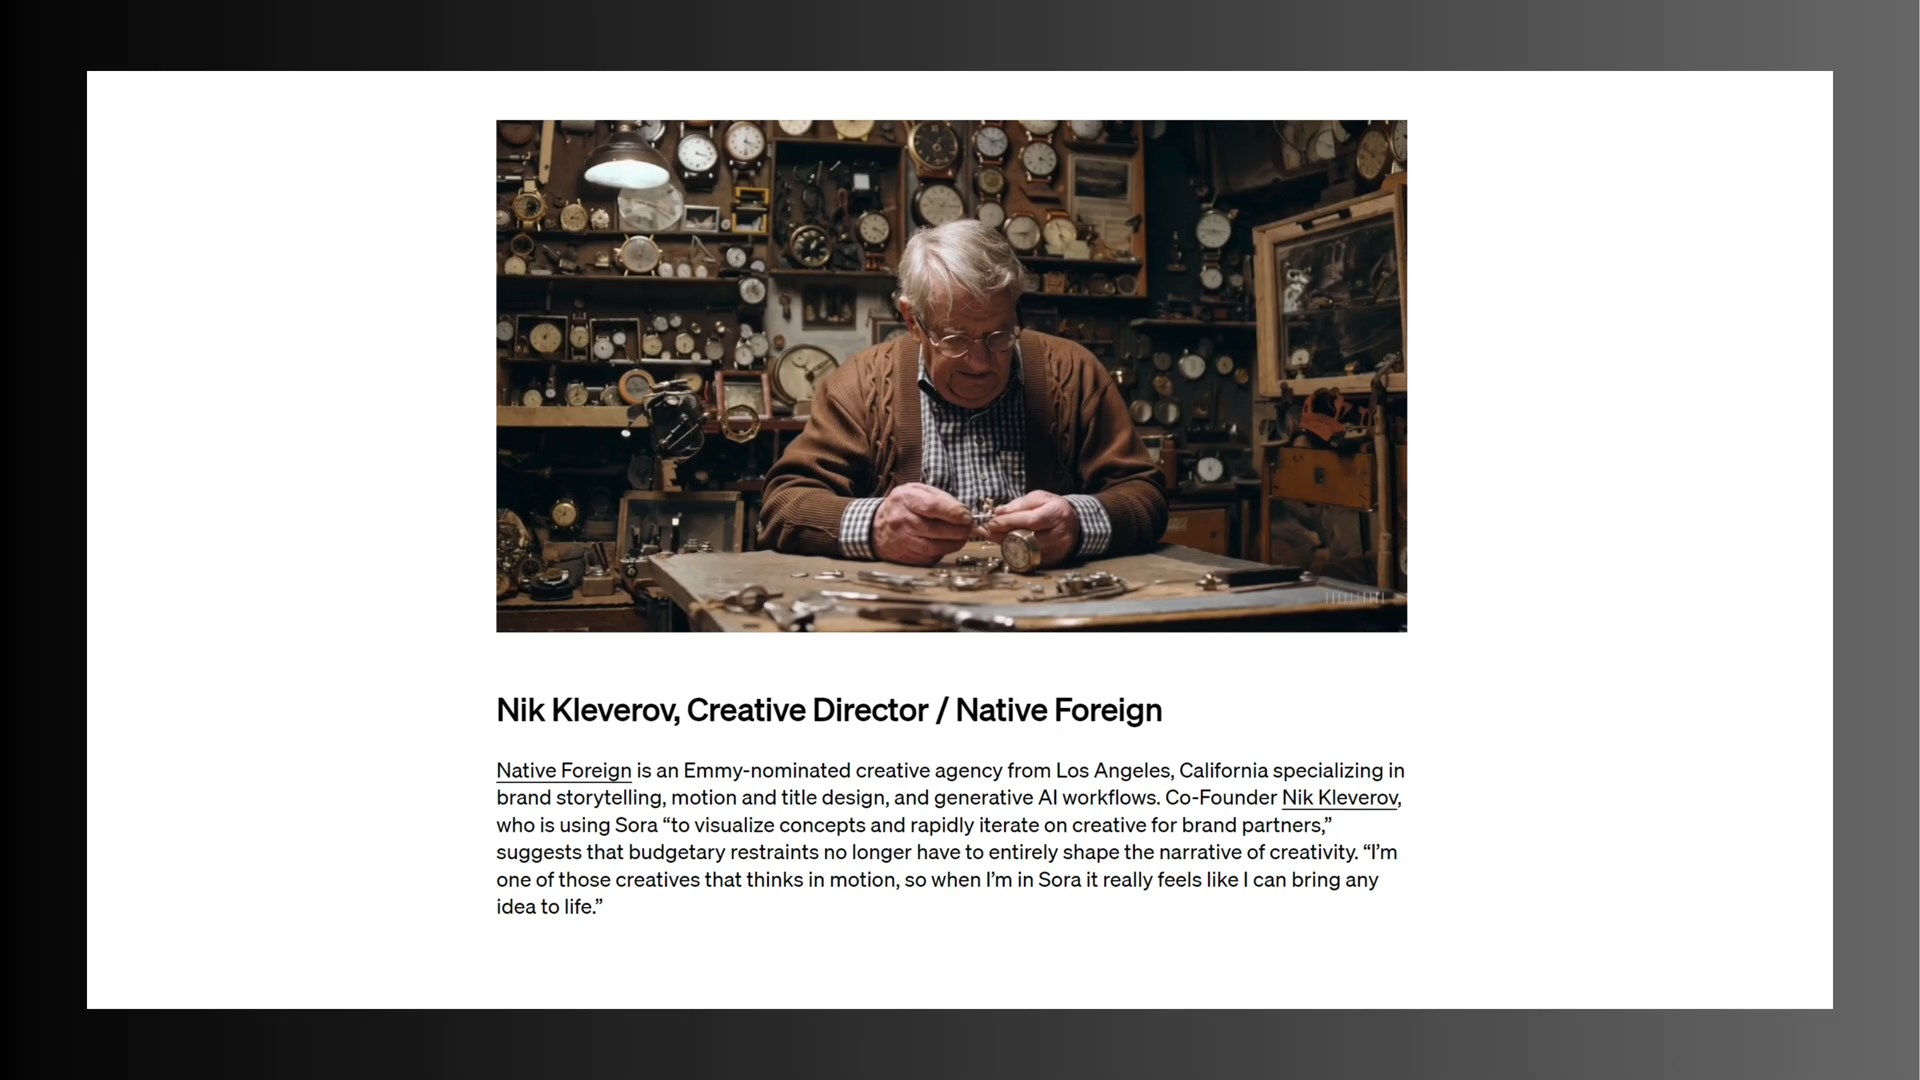 Nik Kleverov, Creative Director / Native Foreign
Native Foreign is an Emmy-nominated creative agency from Los Angeles, California specializing in
brand storytelling, motion and title design, and generative AI workflows. Co-Founder Nik Kleverov,
who is using Sora “to visualize concepts and rapidly iterate on creative for brand partners,”
suggests that budgetary restraints no longer have to entirely shape the narrative of creativity. “I’m
one of those creatives that thinks in motion, so when I’m in Sora it really feels like I can bring any
idea to life.”